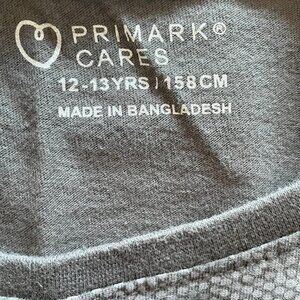 PRIMARK®
CARES
12-13YRS | 158CM
MADE IN BANGLADESH